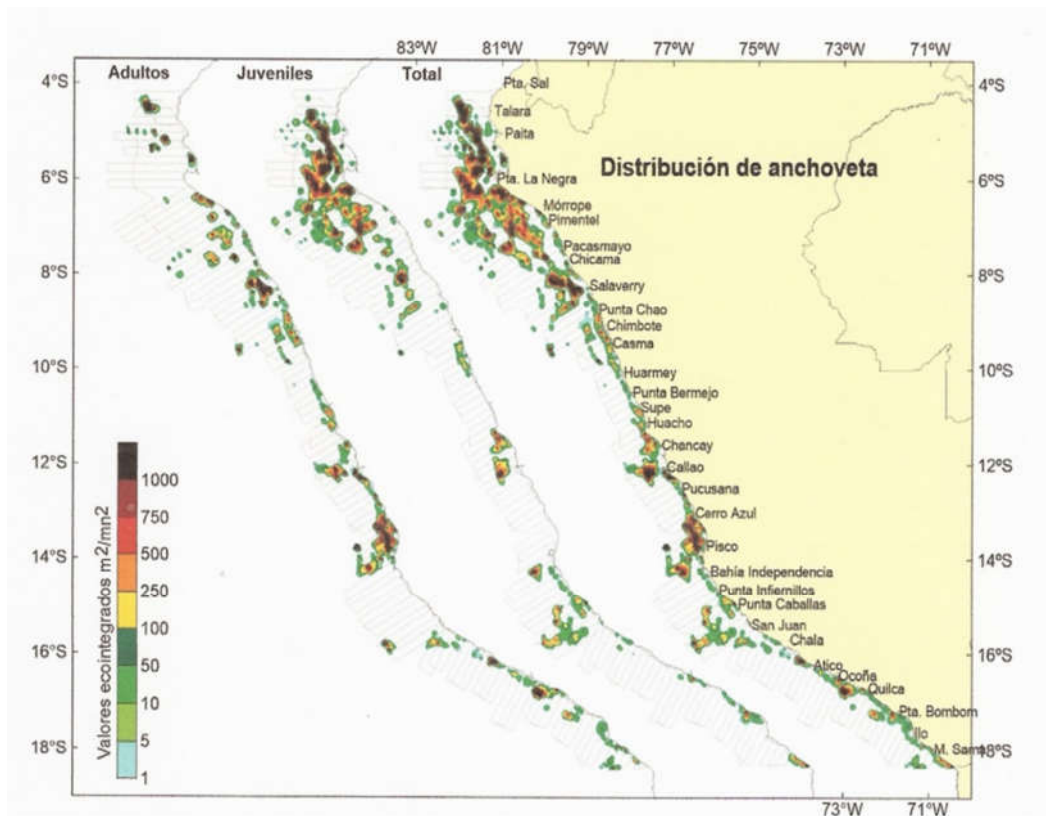 83ºW 81ºW 79ºW 77ºW 75ºW 73ºW 71ºW
Adultos Juveniles Total
Distribución de anchoveta
4ºS
6ºS
8ºS
10ºS
12ºS
14ºS
16ºS
18ºS
Pta. Sal
Talara
Paita
Pta. La Negra
Mórrope
Pimentel
Pacasmayo
Chicama
Salaverry
Punta Chao
Chimbote
Casma
Huarmey
Punta Bermejo
Supe
Huacho
Chancay
Callao
Pucusana
Cerro Azul
Pisco
Bahía Independencia
Punta Infiernillos
Punta Caballas
San Juan
Chala
Atico
Ocoña
Quilca
Pta. Bombom
Ilo
M. Sama
4ºS
6ºS
8ºS
10ºS
12ºS
14ºS
16ºS
18ºS
Valores ecointegrados m2/mn2
1000
750
500
250
100
50
10
5
1
73ºW 71ºW